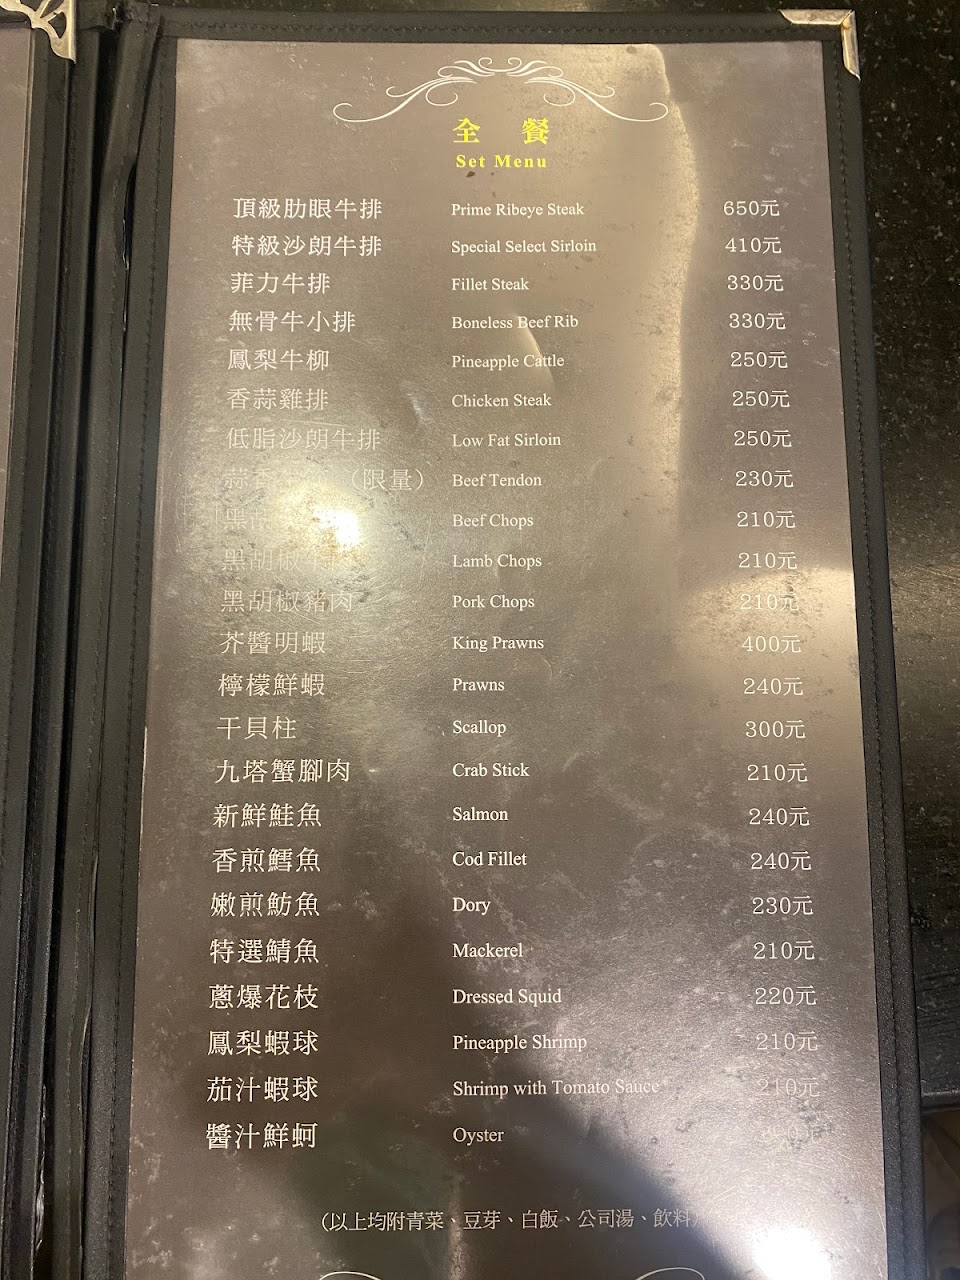 全 餐
Set Menu
頂級肋眼牛排 Prime Ribeye Steak 650元
特級沙朗牛排 Special Select Sirloin 410元
菲力牛排 Fillet Steak 330元
無骨牛小排 Boneless Beef Rib 330元
鳳梨牛柳 Pineapple Cattle 250元
香蒜雞排 Chicken Steak 250元
低脂沙朗牛排 Low Fat Sirloin 250元
蒜香 （限量） Beef Tendon 230元
黑胡 Beef Chops 210元
黑胡椒 Lamb Chops 210元
黑胡椒豬肉 Pork Chops 210元
芥醬明蝦 King Prawns 400元
檸檬鮮蝦 Prawns 240元
干貝柱 Scallop 300元
九塔蟹腳肉 Crab Stick 210元
新鮮鮭魚 Salmon 240元
香煎鱈魚 Cod Fillet 240元
嫩煎魴魚 Dory 230元
特選鯖魚 Mackerel 210元
蔥爆花枝 Dressed Squid 220元
鳳梨蝦球 Pineapple Shrimp 210元
茄汁蝦球 Shrimp with Tomato Sauce 210元
醬汁鮮蚵 Oyster
（以上均附青菜、豆芽、白飯、公司湯、飲料